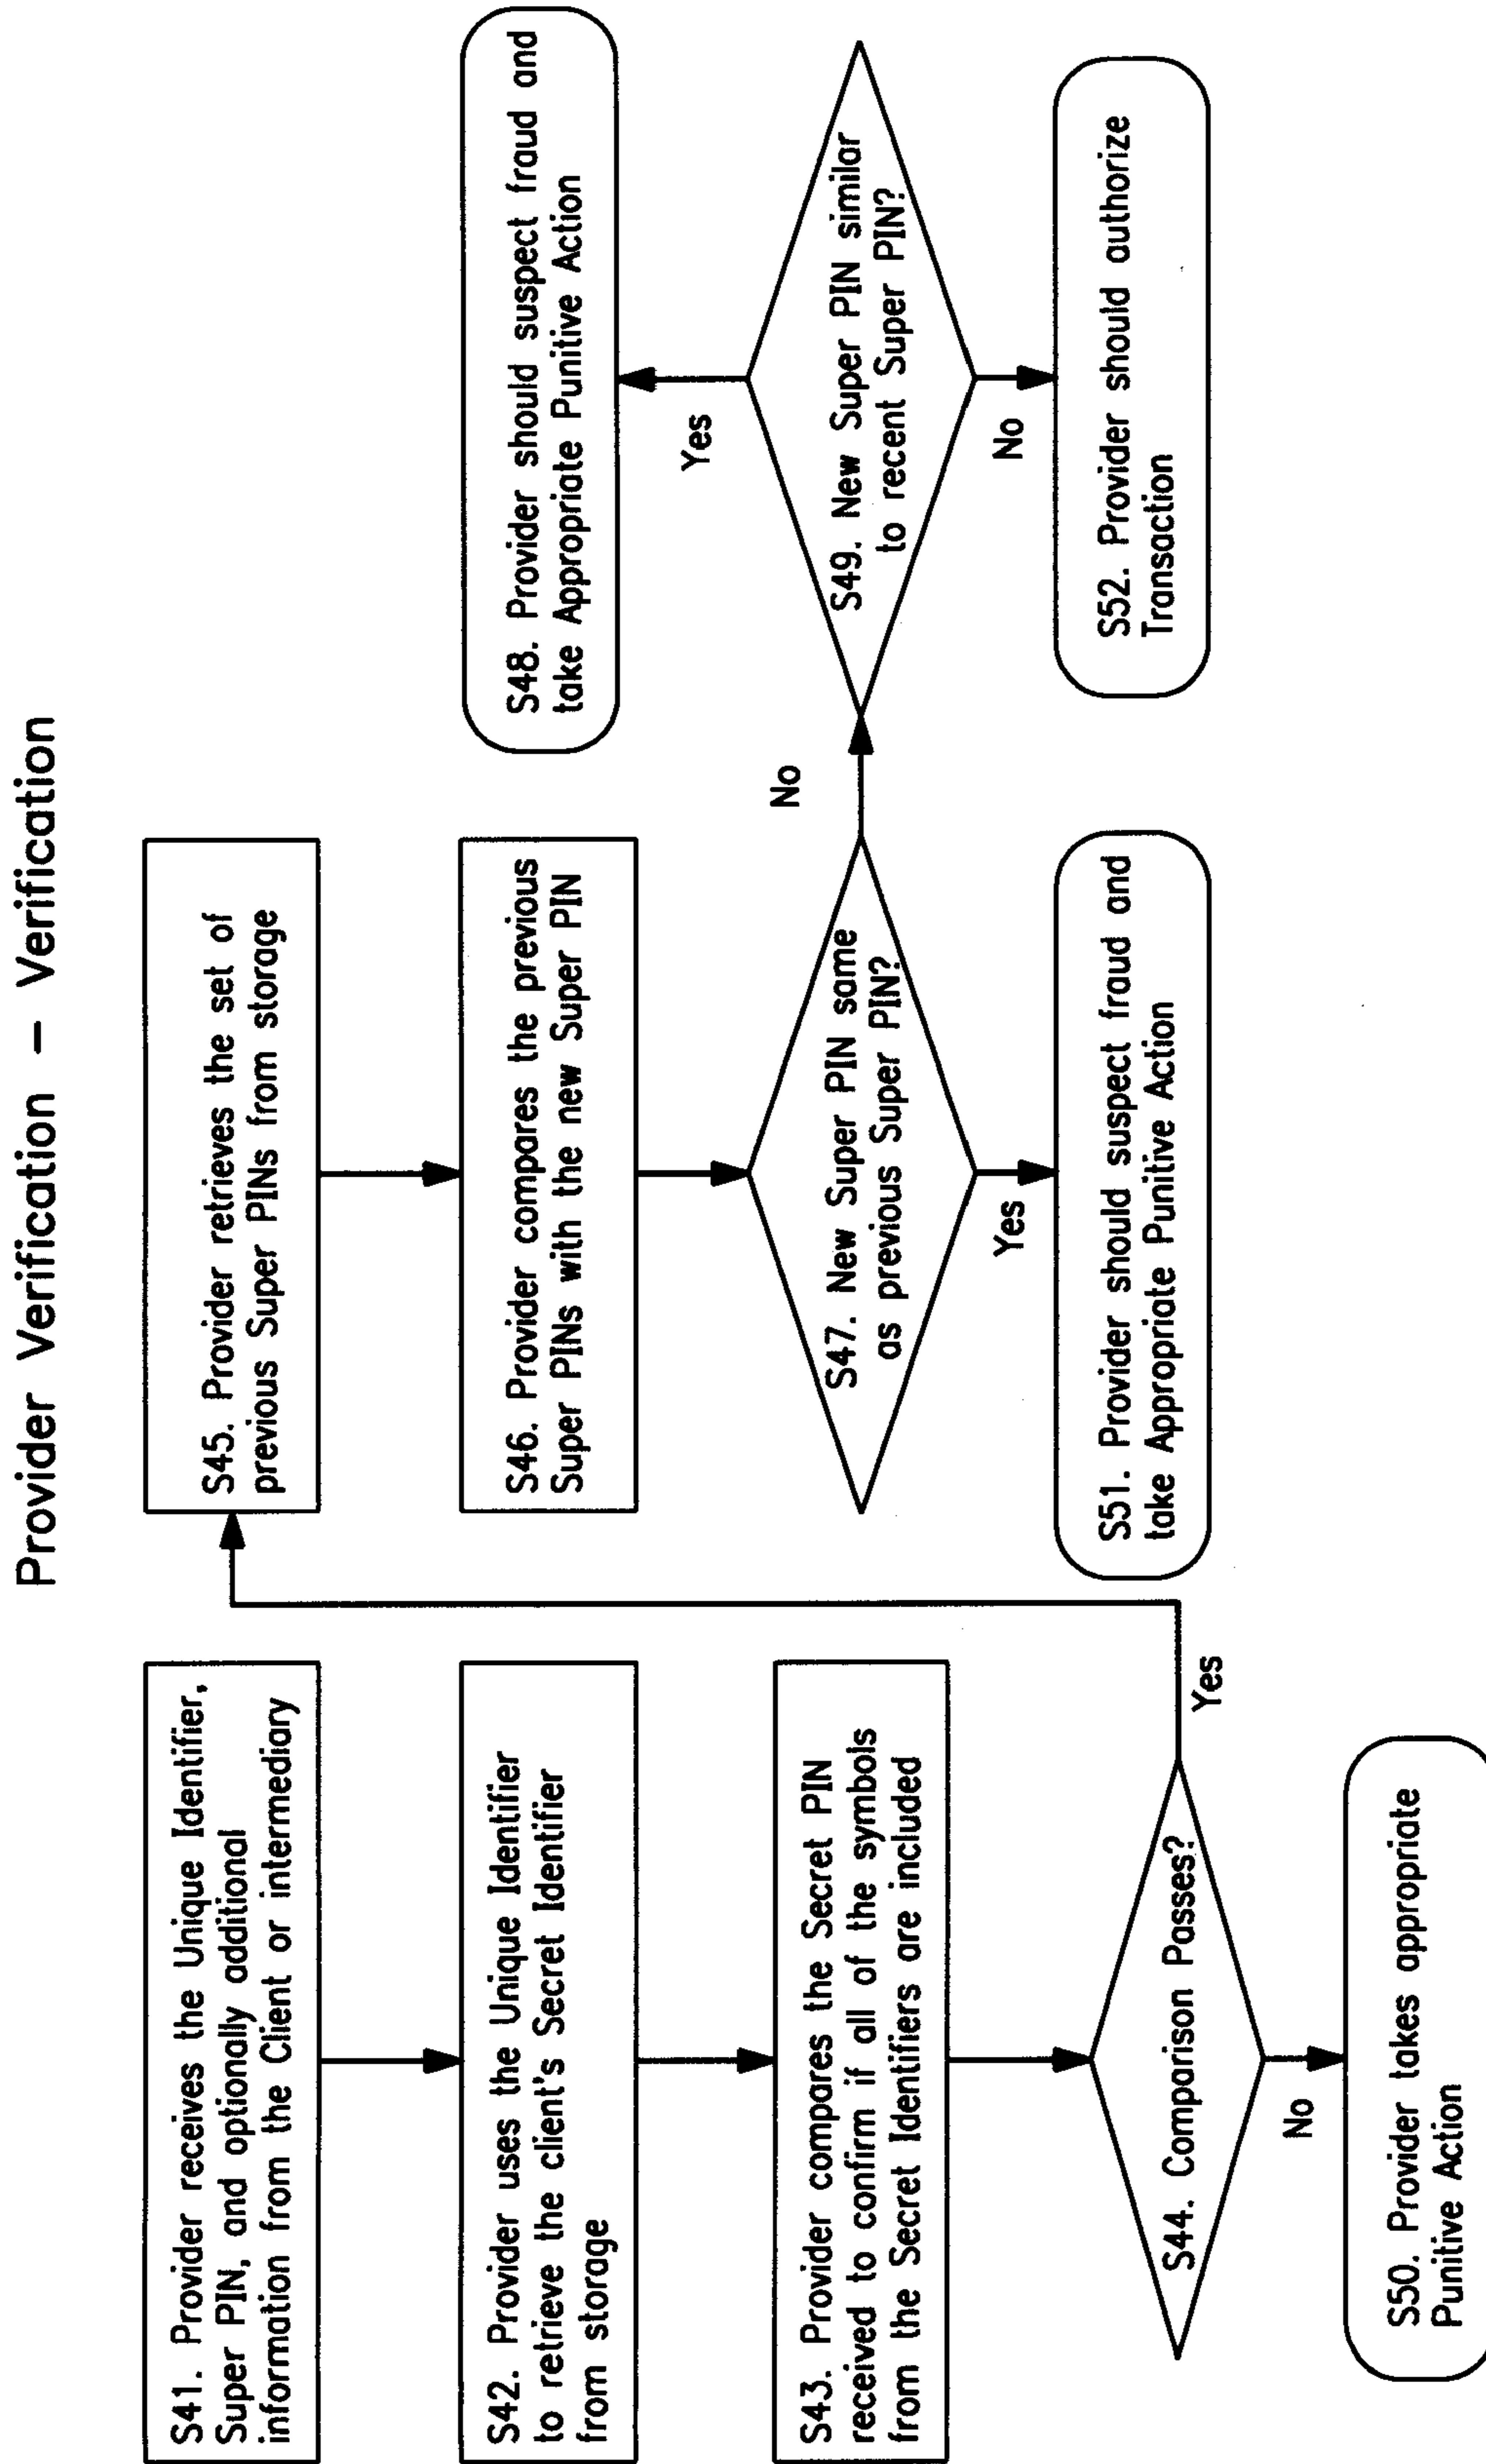 Provider Verification – Verification
S41. Provider receives the Unique Identifier,
Super PIN, and optionally additional
information from the Client or intermediary
S42. Provider uses the Unique Identifier
to retrieve the client's Secret Identifier
from storage
S43. Provider compares the Secret PIN
received to confirm if all of the symbols
from the Secret Identifiers are included
S44. Comparison Passes?
Yes
No
S50. Provider takes appropriate
Punitive Action
S45. Provider retrieves the set of
previous Super PINs from storage
S46. Provider compares the previous
Super PINs with the new Super PIN
S47. New Super PIN same
as previous Super PIN?
No
Yes
S51. Provider should suspect fraud and
take Appropriate Punitive Action
S48. Provider should suspect fraud and
take Appropriate Punitive Action
Yes
S49. New Super PIN similar
to recent Super PIN?
No
S52. Provider should authorize
Transaction